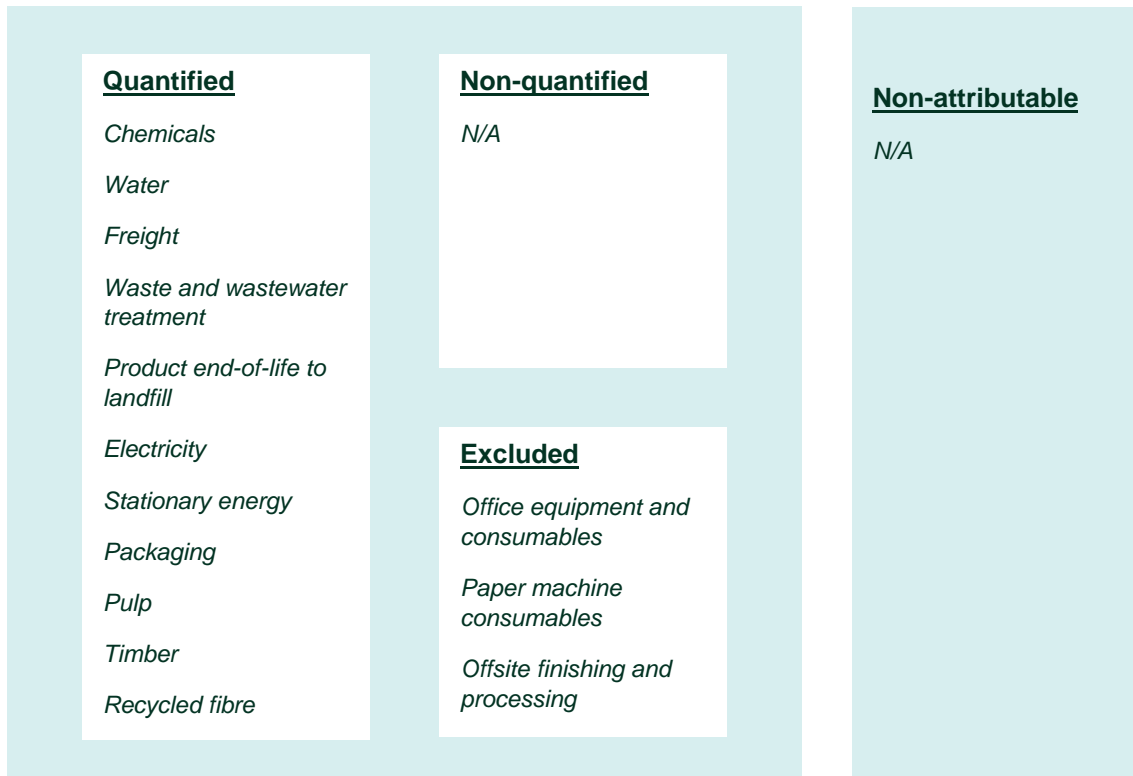 Quantified
Chemicals
Water
Freight
Waste and wastewater
treatment
Product end-of-life to
landfill
Electricity
Stationary energy
Packaging
Pulp
Timber
Recycled fibre
Non-quantified
N/A
Excluded
Office equipment and
consumables
Paper machine
consumables
Offsite finishing and
processing
Non-attributable
N/A